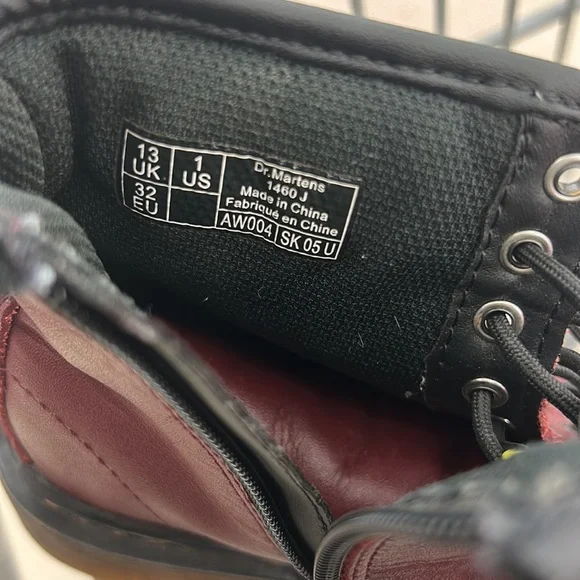 13 UK
1 US
32 EU
Dr.Martens
1460 J
Made in China
Fabriqué en Chine
AW004 SK 05 U